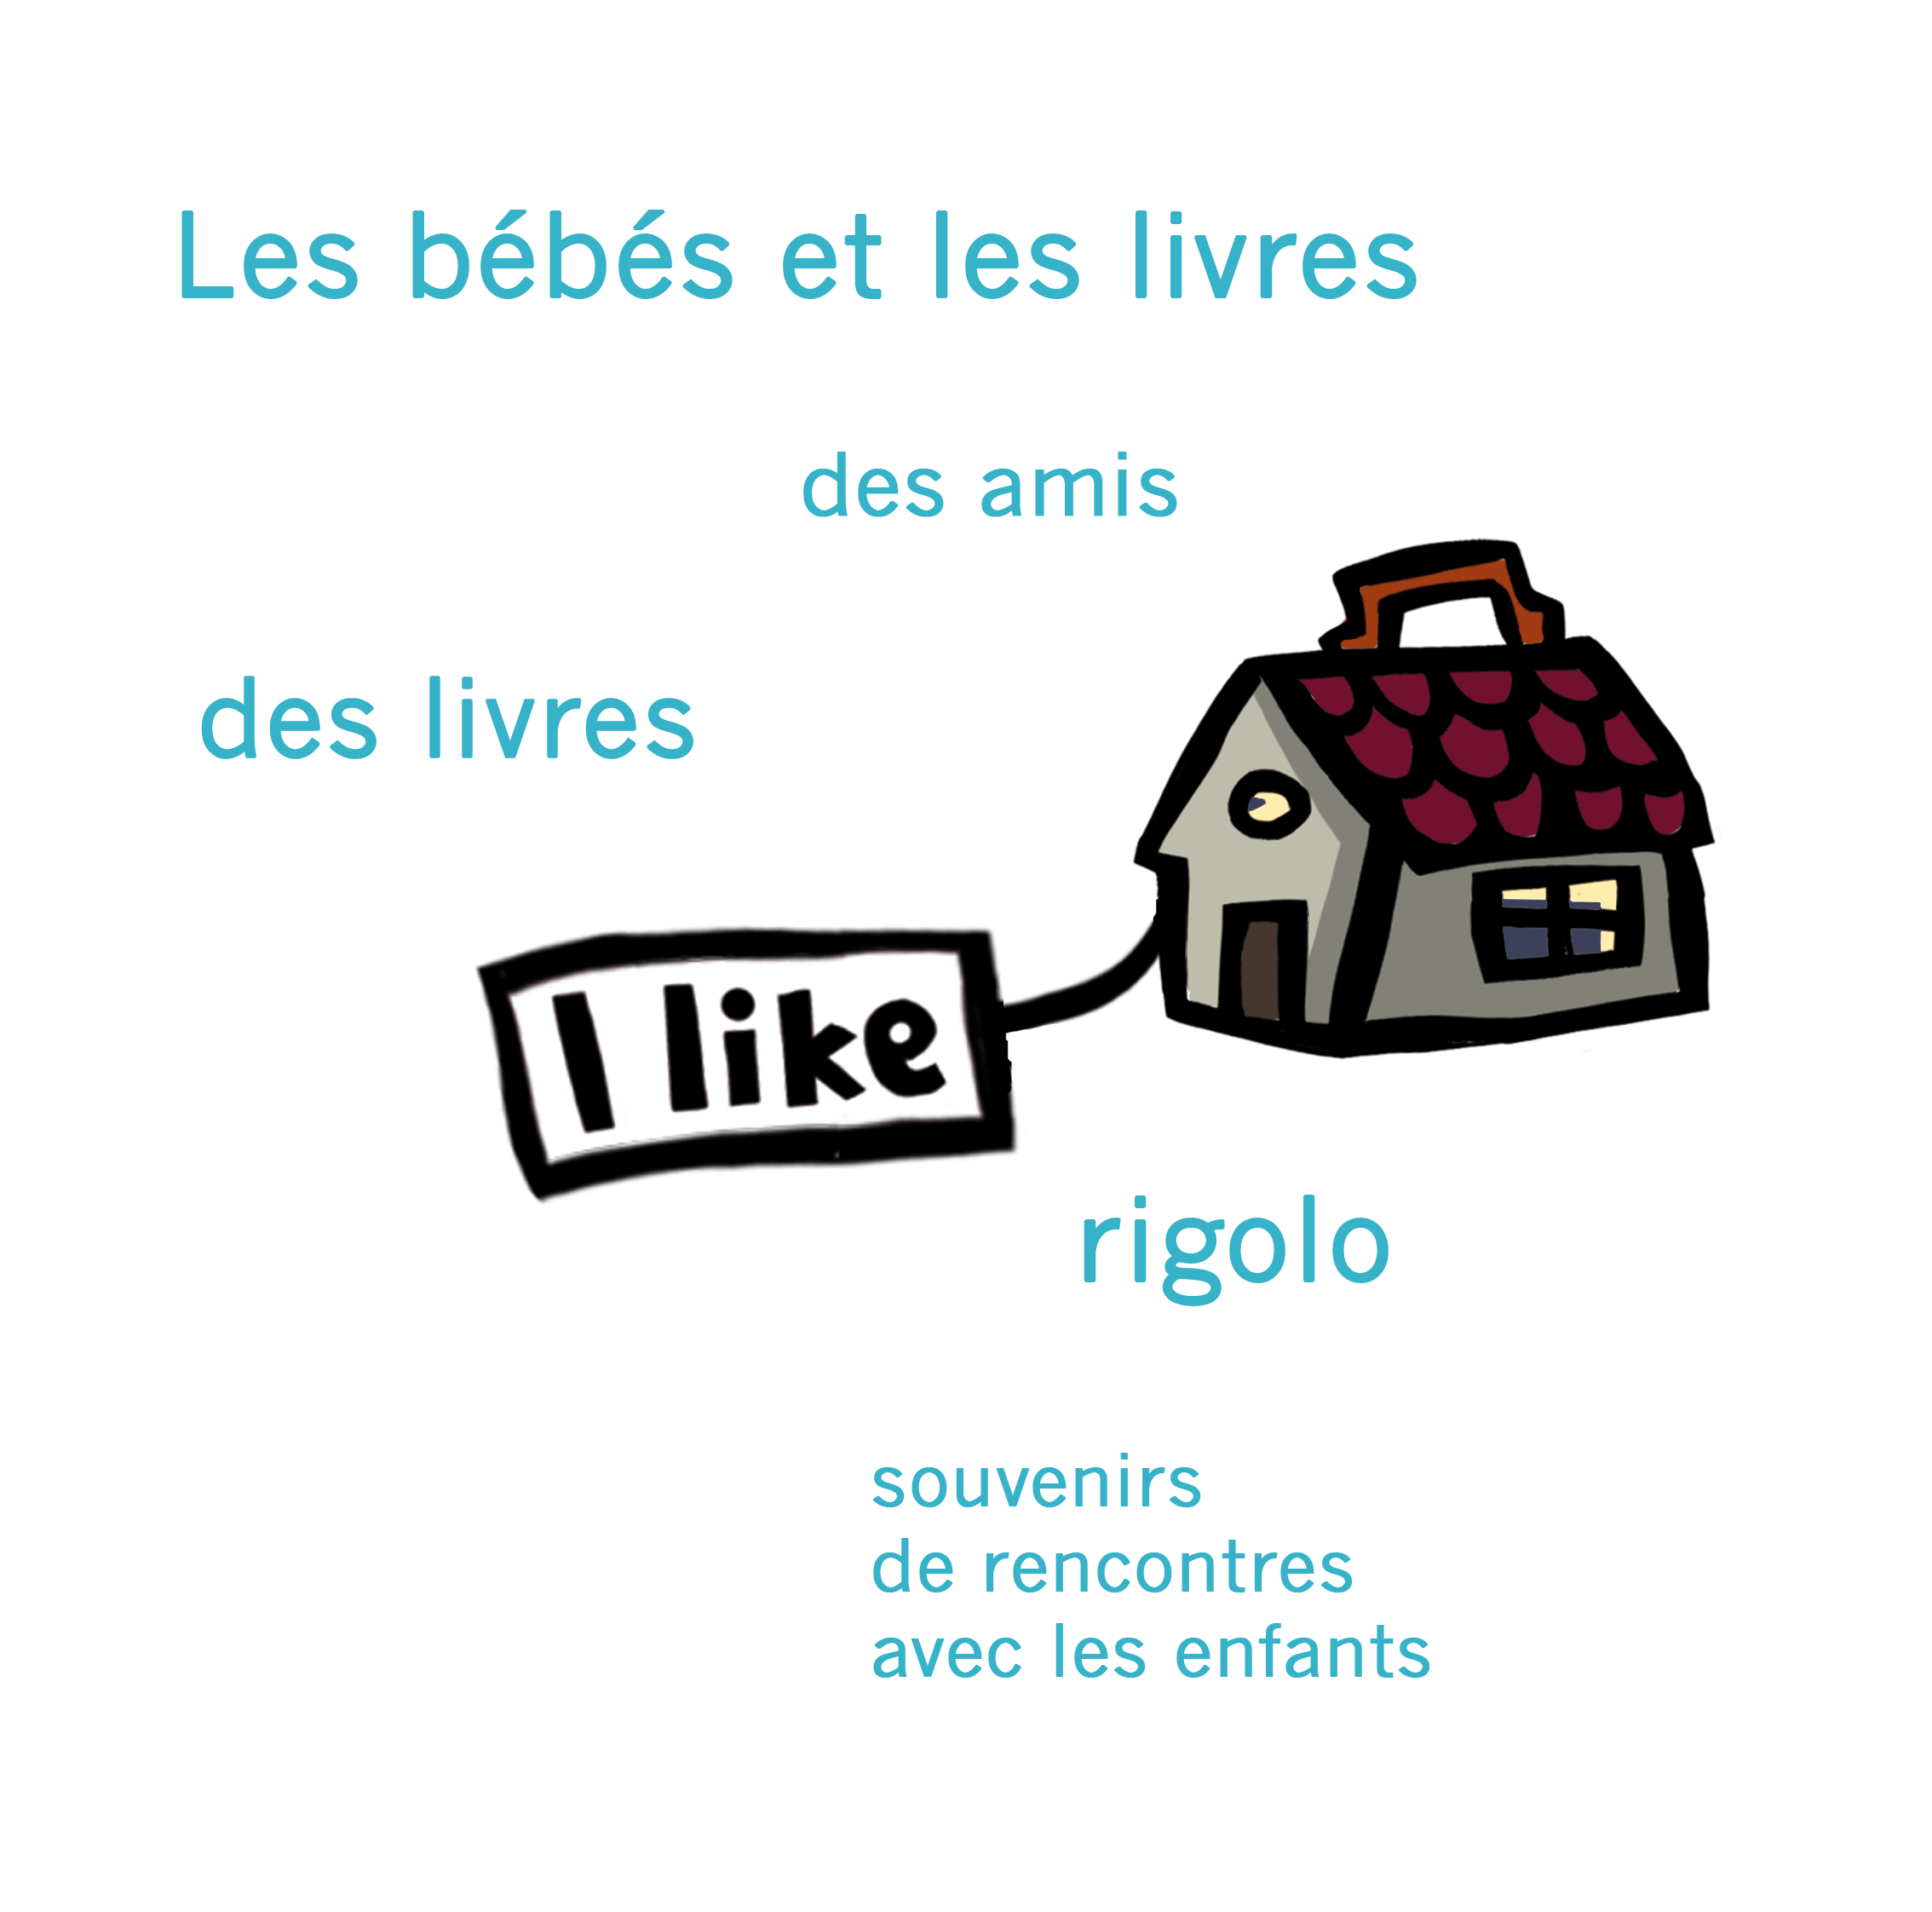 Les bébés et les livres
des amis
des livres
I like
rigolo
souvenirs
de rencontres
avec les enfants